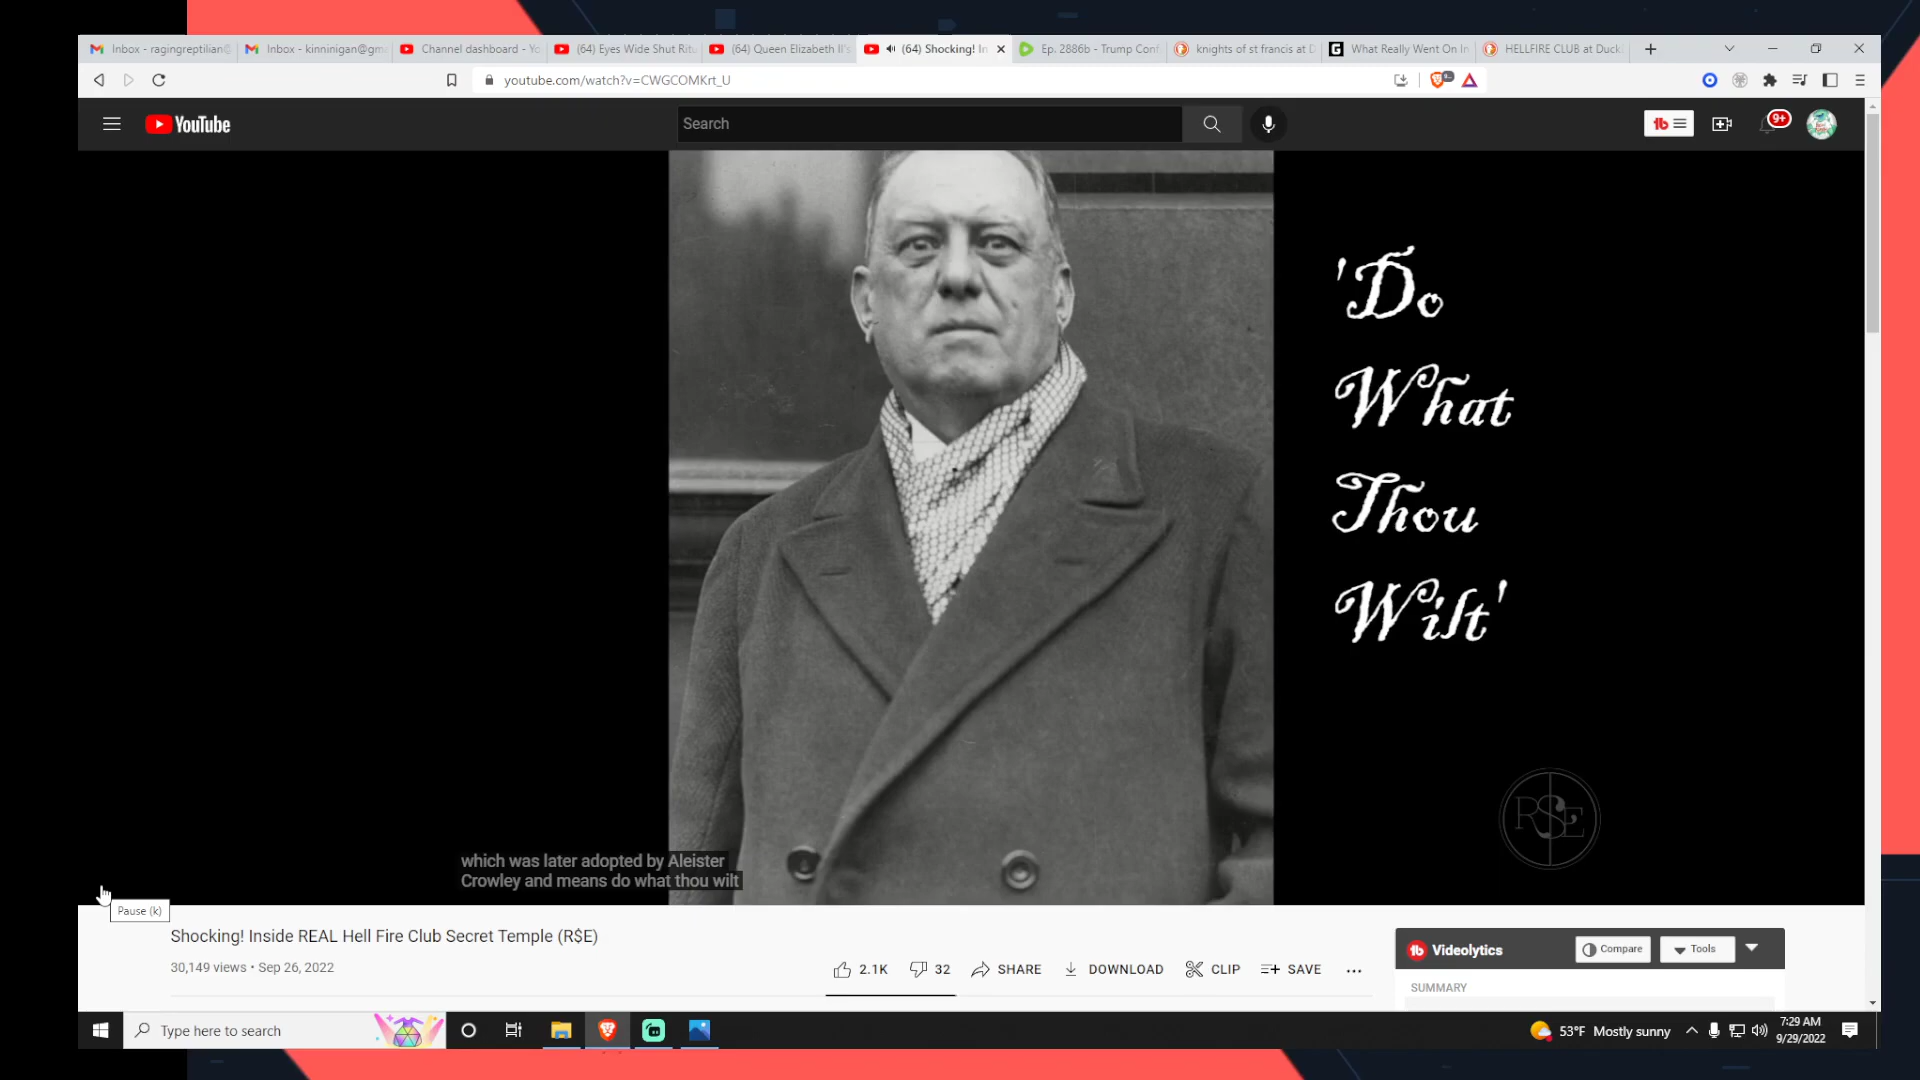 Inbox - ragingreptilian@
Inbox - kinninigan@gma
Channel dashboard - Yo
(64) Eyes Wide Shut Ritu
(64) Queen Elizabeth II's
(64) Shocking! In
Ep. 2886b - Trump Conf
knights of st francis at D
What Really Went On In
HELLFIRE CLUB at Duck
youtube.com/watch?v=CWGCOMKrt_U
YouTube
Search
9+
'Do
What
Thou
Wilt'
R$E
which was later adopted by Aleister
Crowley and means do what thou wilt
Pause (k)
Shocking! Inside REAL Hell Fire Club Secret Temple (R$E)
30,149 views • Sep 26, 2022
2.1K
32
SHARE
DOWNLOAD
CLIP
SAVE
Videolytics
Compare
Tools
SUMMARY
Type here to search
53°F Mostly sunny
7:29 AM
9/29/2022